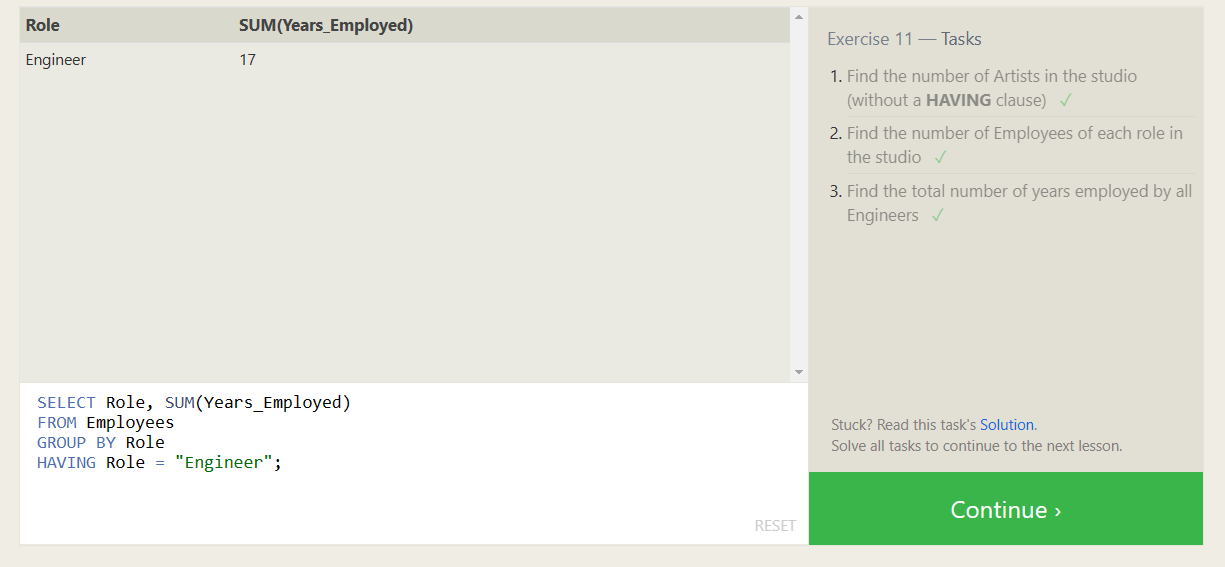 Role SUM(Years_Employed)
Engineer 17
SELECT Role, SUM(Years_Employed)
FROM Employees
GROUP BY Role
HAVING Role = "Engineer";
RESET
Exercise 11 — Tasks
1. Find the number of Artists in the studio
(without a HAVING clause) ✓
2. Find the number of Employees of each role in
the studio ✓
3. Find the total number of years employed by all
Engineers ✓
Stuck? Read this task's Solution.
Solve all tasks to continue to the next lesson.
Continue ›